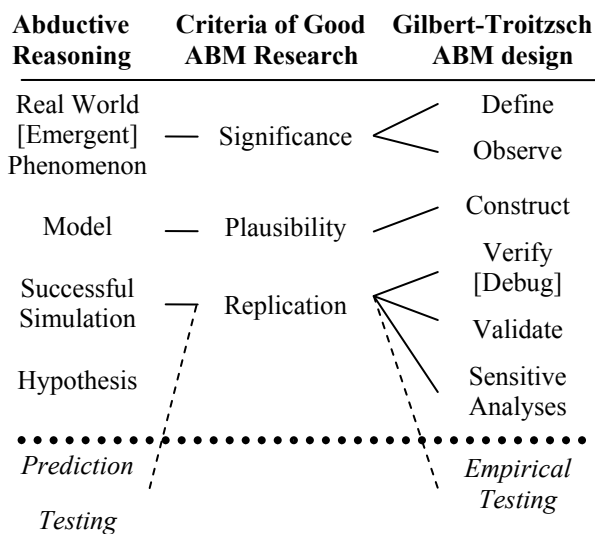 Abductive Reasoning
Criteria of Good ABM Research
Gilbert-Troitzsch ABM design
Real World
[Emergent]
Phenomenon
Significance
Define
Observe
Model
Plausibility
Construct
Successful
Simulation
Replication
Verify
[Debug]
Validate
Hypothesis
Sensitive
Analyses
Prediction
Testing
Empirical
Testing